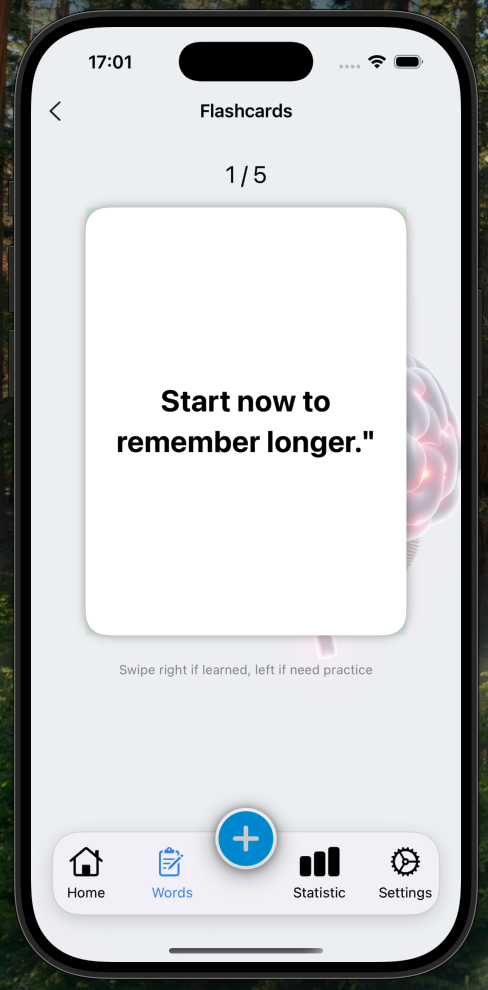 17:01
Flashcards
1 / 5
Start now to
remember longer."
Swipe right if learned, left if need practice
Home
Words
Statistic
Settings